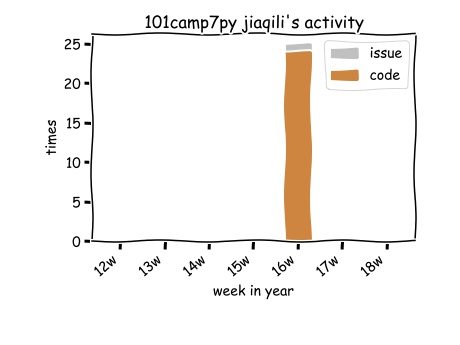 101camp7py jiaqili's activity
25
20
15
10
5
0
times
issue
code
12w 13w 14w 15w 16w 17w 18w
week in year